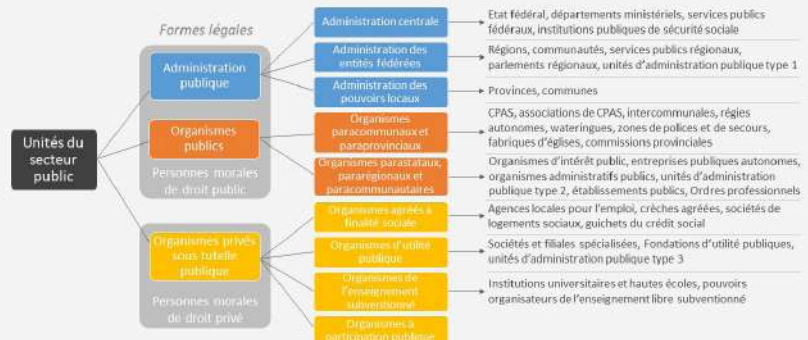 Formes légales
Unités du
secteur
public
Administration
publique
Organismes
publics
Personnes morales
de droit public
Organismes privés
sous tutelle
publique
Personnes morales
de droit privé
Administration centrale
Administration des
entités fédérées
Administration des
pouvoirs locaux
Organismes
paracommunaux et
paraprovinciaux
Organismes parastataux,
pararégionaux et
paracommunautaires
Organismes agréés à
finalité sociale
Organismes d'utilité
publique
Organismes de
l'enseignement
subventionné
Organismes à
participation publique
Etat fédéral, départements ministériels, services publics
fédéraux, institutions publiques de sécurité sociale
Régions, communautés, services publics régionaux,
parlements régionaux, unités d'administration publique type 1
Provinces, communes
CPAS, associations de CPAS, intercommunales, régies
autonomes, wateringues, zones de polices et de secours,
fabriques d'églises, commissions provinciales
Organismes d'intérêt public, entreprises publiques autonomes,
organismes administratifs publics, unités d'administration
publique type 2, établissements publics, Ordres professionnels
Agences locales pour l'emploi, crèches agréées, sociétés de
logements sociaux, guichets du crédit social
Sociétés et filiales spécialisées, Fondations d'utilité publiques,
unités d'administration publique type 3
Institutions universitaires et hautes écoles, pouvoirs
organisateurs de l'enseignement libre subventionné